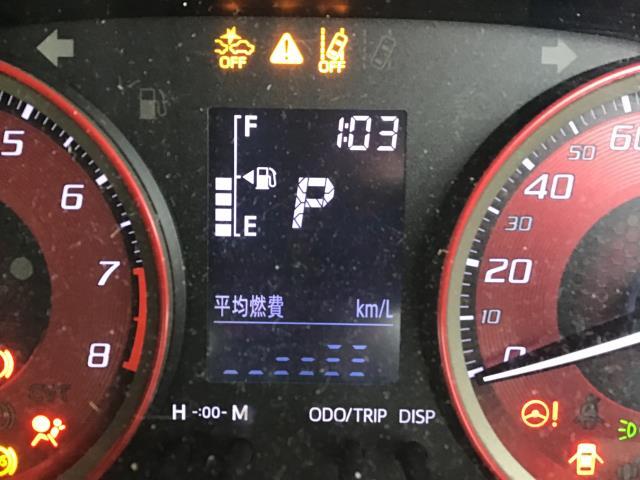 OFF
OFF
F
1:03
P
E
平均燃費 km/L
H -:00- M
ODO/TRIP DISP
5
6
7
8
60
50
40
30
20
10
0